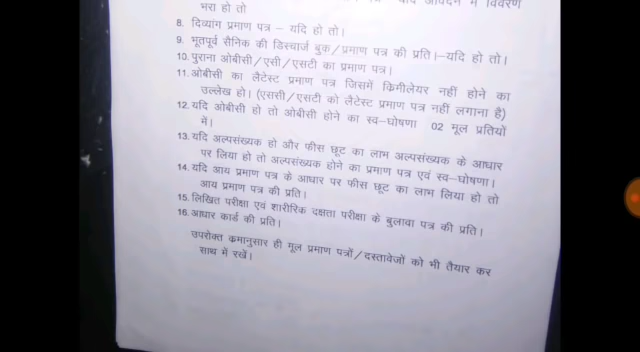 में विवरण
भरा हो तो
8. दिव्यांग प्रमाण पत्र – यदि हो तो।
9. भूतपूर्व सैनिक की डिस्चार्ज बुक/प्रमाण पत्र की प्रति।–यदि हो तो।
10. पुराना ओबीसी/एसी/एसटी का प्रमाण पत्र।
11. ओबीसी का लैटेस्ट प्रमाण पत्र जिसमें क्रिमीलेयर नहीं होने का
उल्लेख हो। (एससी/एसटी को लैटेस्ट प्रमाण पत्र नहीं लगाना है)
12. यदि ओबीसी हो तो ओबीसी होने का स्व-घोषणा 02 मूल प्रतियों
में।
13. यदि अल्पसंख्यक हो और फीस छूट का लाभ अल्पसंख्यक के आधार
पर लिया हो तो अल्पसंख्यक होने का प्रमाण पत्र एवं स्व-घोषणा।
14. यदि आय प्रमाण पत्र के आधार पर फीस छूट का लाभ लिया हो तो
आय प्रमाण पत्र की प्रति।
15. लिखित परीक्षा एवं शारीरिक दक्षता परीक्षा के बुलावा पत्र की प्रति।
16. आधार कार्ड की प्रति।
उपरोक्त क्रमानुसार ही मूल प्रमाण पत्रों/दस्तावेजों को भी तैयार कर
साथ में रखें।